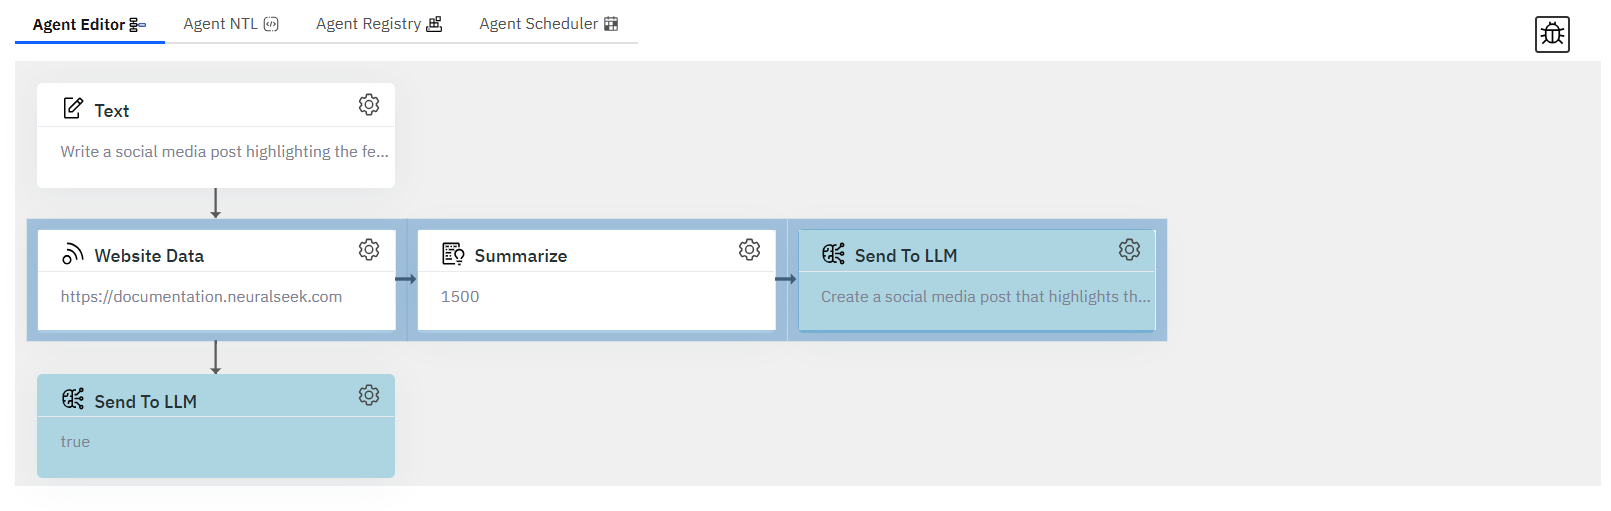 Agent Editor
Agent NTL
Agent Registry
Agent Scheduler
Text
Write a social media post highlighting the fe...
Website Data
https://documentation.neuralseek.com
Summarize
1500
Send To LLM
Create a social media post that highlights th...
Send To LLM
true